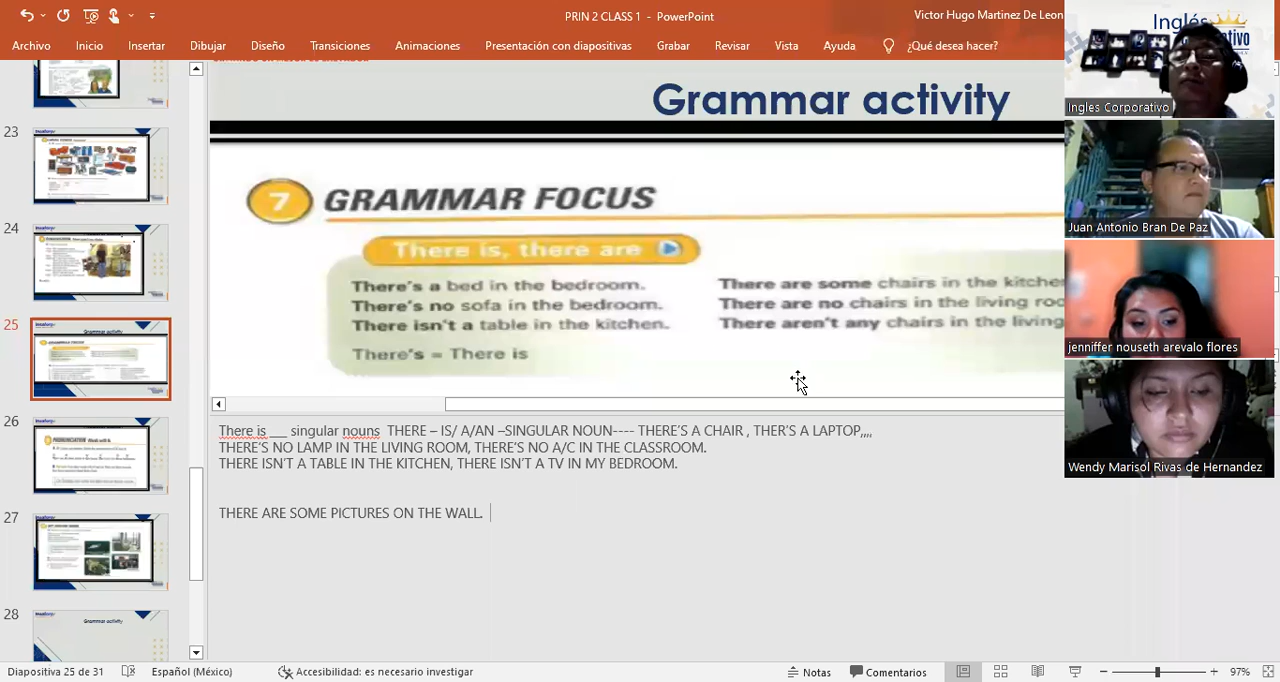 PRIN 2 CLASS 1 - PowerPoint
Victor Hugo Martinez De Leon
Archivo Inicio Insertar Dibujar Diseño Transiciones Animaciones Presentación con diapositivas Grabar Revisar Vista Ayuda ¿Qué desea hacer?
Inglés
Ingles Corporativo
Juan Antonio Bran De Paz
jenniffer nouseth arevalo flores
Wendy Marisol Rivas de Hernandez
23
24
25
26
27
28
Grammar activity
Grammar activity
7 GRAMMAR FOCUS
There is, there are
There's a bed in the bedroom.
There's no sofa in the bedroom.
There isn't a table in the kitchen.
There's = There is
There are some chairs in the kitche
There are no chairs in the living roo
There aren't any chairs in the living
There is ___ singular nouns THERE – IS/ A/AN –SINGULAR NOUN---- THERE'S A CHAIR , THER'S A LAPTOP,,,,
THERE'S NO LAMP IN THE LIVING ROOM, THERE'S NO A/C IN THE CLASSROOM.
THERE ISN'T A TABLE IN THE KITCHEN, THERE ISN'T A TV IN MY BEDROOM.
THERE ARE SOME PICTURES ON THE WALL.
Diapositiva 25 de 31 Español (México) Accesibilidad: es necesario investigar Notas Comentarios 97%